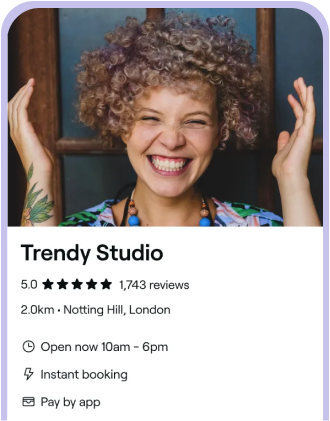 Trendy Studio
5.0 ★★★★★ 1,743 reviews
2.0km • Notting Hill, London
Open now 10am - 6pm
Instant booking
Pay by app